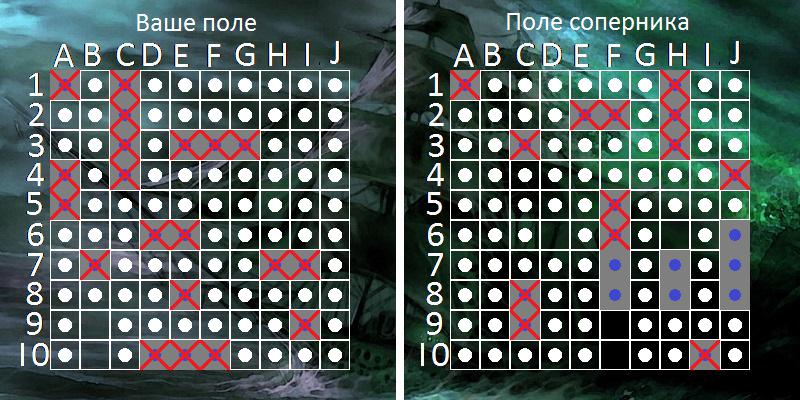 Ваше поле
Поле соперника
A B C D E F G H I J
A B C D E F G H I J
1 1
2 2
3 3
4 4
5 5
6 6
7 7
8 8
9 9
10 10